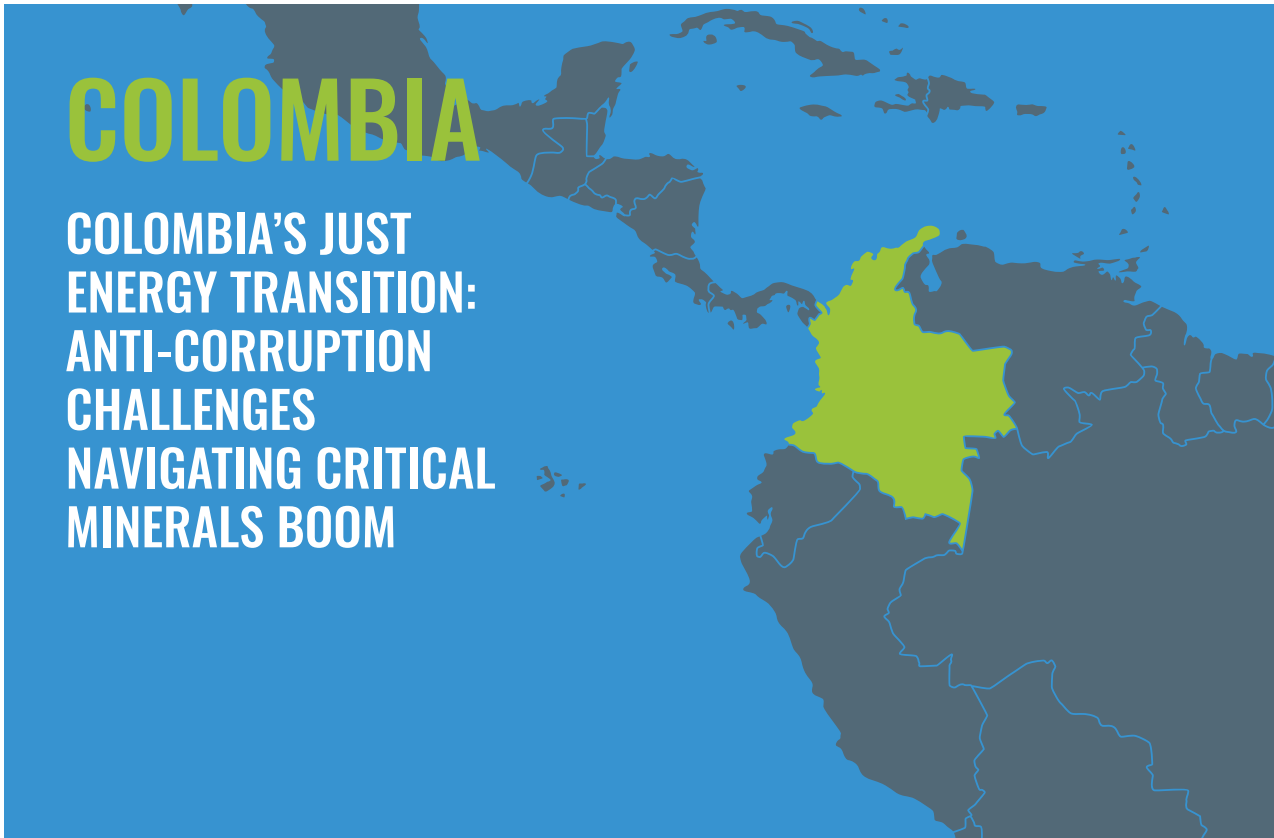 COLOMBIA
COLOMBIA’S JUST
ENERGY TRANSITION:
ANTI-CORRUPTION
CHALLENGES
NAVIGATING CRITICAL
MINERALS BOOM